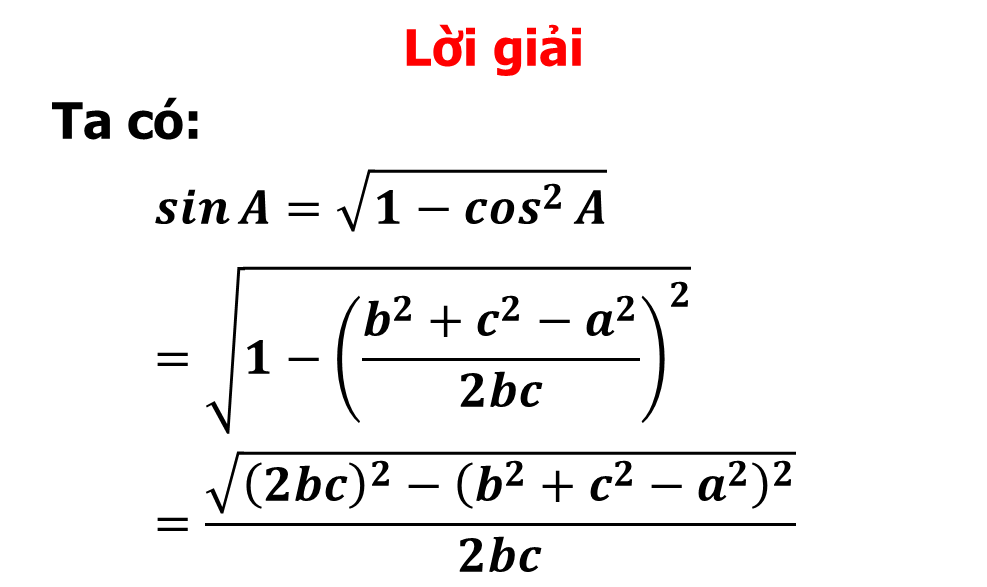 Lời giải
Ta có:
sin A = √(1 − cos² A)
= √(1 − ((b² + c² − a²)/(2bc))²)
= √((2bc)² − (b² + c² − a²)²)/(2bc)